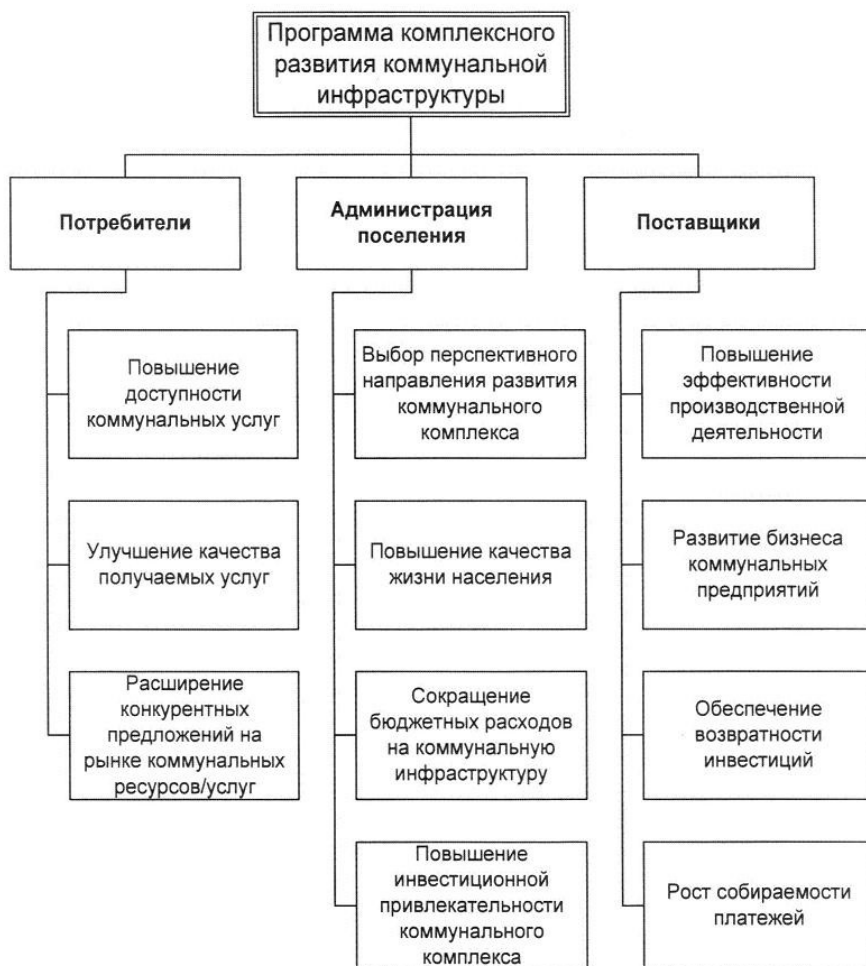 Программа комплексного
развития коммунальной
инфраструктуры
Потребители
Администрация
поселения
Поставщики
Повышение
доступности
коммунальных услуг
Улучшение качества
получаемых услуг
Расширение
конкурентных
предложений на
рынке коммунальных
ресурсов/услуг
Выбор перспективного
направления развития
коммунального
комплекса
Повышение качества
жизни населения
Сокращение
бюджетных расходов
на коммунальную
инфраструктуру
Повышение
инвестиционной
привлекательности
коммунального
комплекса
Повышение
эффективности
производственной
деятельности
Развитие бизнеса
коммунальных
предприятий
Обеспечение
возвратности
инвестиций
Рост собираемости
платежей